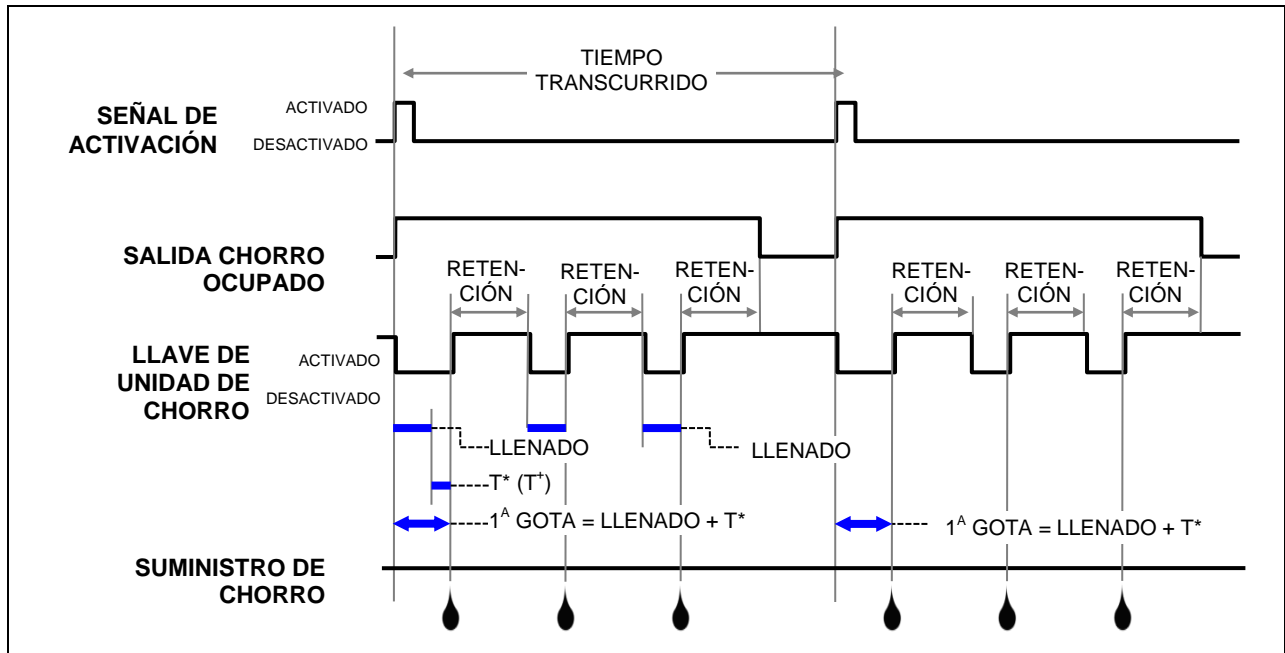 TIEMPO
TRANSCURRIDO
SEÑAL DE
ACTIVACIÓN
ACTIVADO
DESACTIVADO
SALIDA CHORRO
OCUPADO
RETEN-
CIÓN
RETEN-
CIÓN
RETEN-
CIÓN
RETEN-
CIÓN
RETEN-
CIÓN
RETEN-
CIÓN
LLAVE DE
UNIDAD DE
CHORRO
ACTIVADO
DESACTIVADO
LLENADO
LLENADO
T* (T⁺)
1ᴬ GOTA = LLENADO + T*
1ᴬ GOTA = LLENADO + T*
SUMINISTRO DE
CHORRO